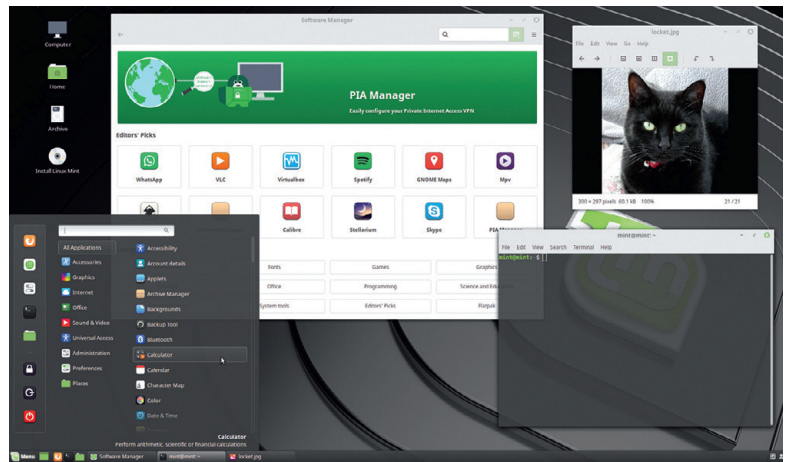 Computer
Home
Archive
Install Linux Mint
Software Manager
PIA Manager
Easily configure your Private Internet Access VPN
Editors' Picks
WhatsApp
VLC
Virtualbox
Spotify
GNOME Maps
Mpv
Calibre
Stellarium
Skype
Fonts
Games
Graphics
Office
Programming
Science and
System tools
Editors' Picks
Flatpak
locket.jpg
File Edit View Go Help
300 × 297 pixels 60.1 kB 100% 21 / 21
mint@mint: ~
File Edit View Search Terminal Help
mint@mint: ~$
All Applications
Accessories
Graphics
Internet
Office
Sound & Video
Universal Access
Administration
Preferences
Places
Accessibility
Account details
Applets
Archive Manager
Backgrounds
Backup Tool
Bluetooth
Calculator
Calendar
Character Map
Color
Date & Time
Calculator
Perform arithmetic, scientific or financial calculations
Menu
Software Manager
mint@mint: ~
locket.jpg